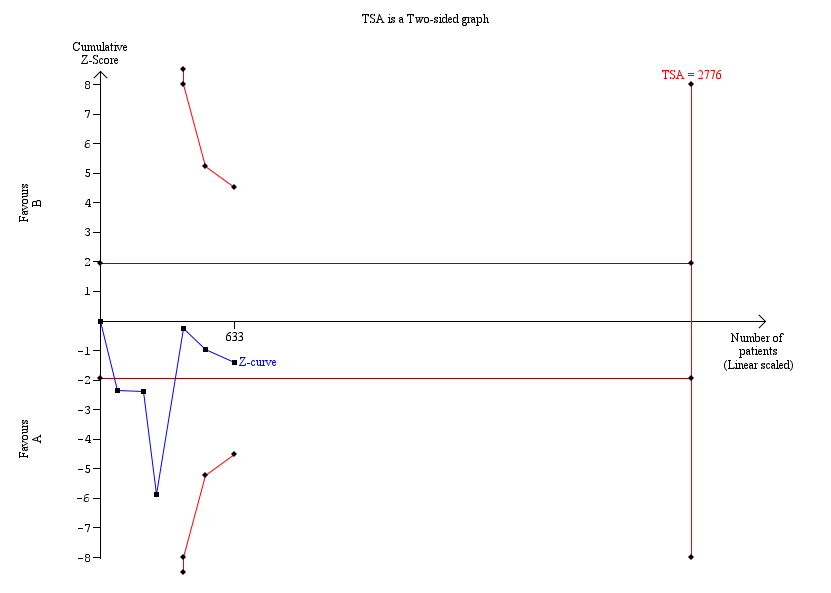 TSA is a Two-sided graph
Cumulative
Z-Score
TSA = 2776
8
7
6
5
4
3
2
1
-1
-2
-3
-4
-5
-6
-7
-8
Favours
B
Favours
A
633
Z-curve
Number of
patients
(Linear scaled)